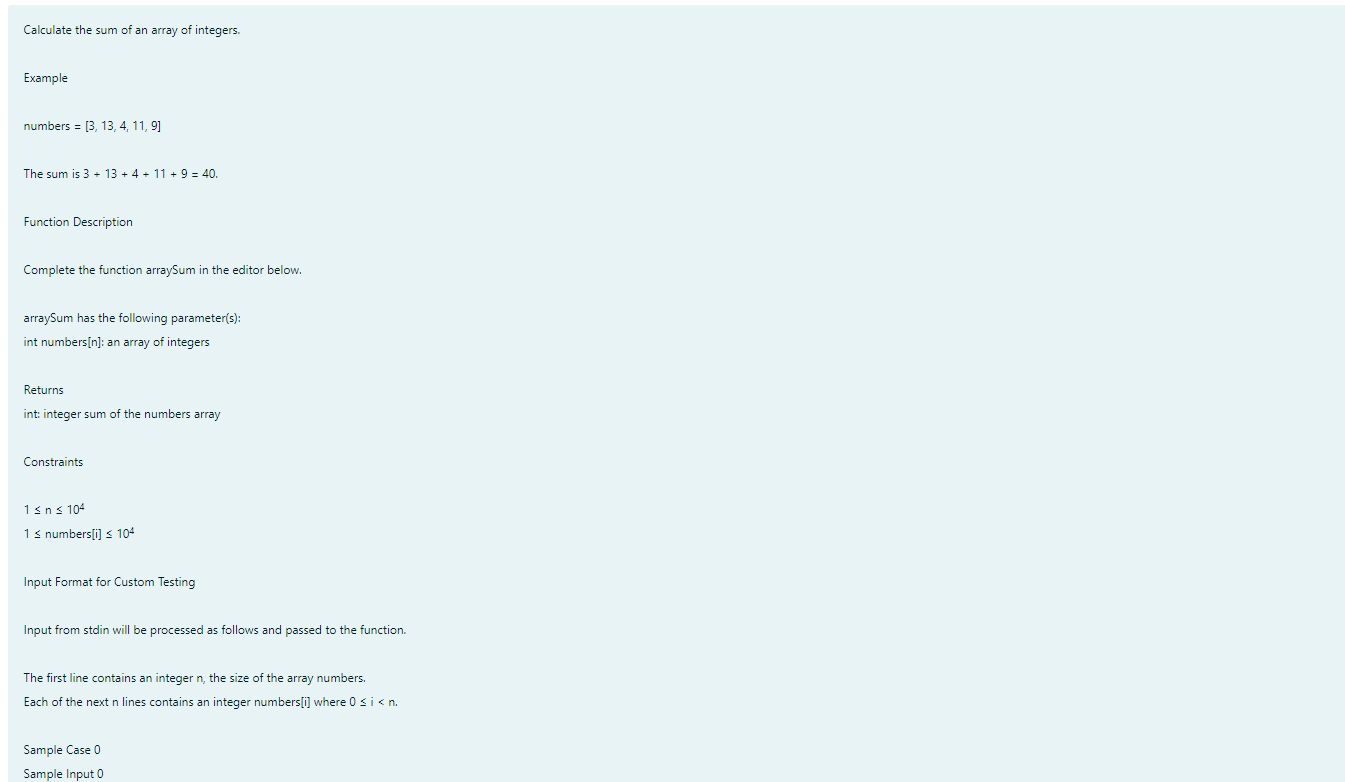 Calculate the sum of an array of integers.
Example
numbers = [3, 13, 4, 11, 9]
The sum is 3 + 13 + 4 + 11 + 9 = 40.
Function Description
Complete the function arraySum in the editor below.
arraySum has the following parameter(s):
int numbers[n]: an array of integers
Returns
int: integer sum of the numbers array
Constraints
1 ≤ n ≤ 10⁴
1 ≤ numbers[i] ≤ 10⁴
Input Format for Custom Testing
Input from stdin will be processed as follows and passed to the function.
The first line contains an integer n, the size of the array numbers.
Each of the next n lines contains an integer numbers[i] where 0 ≤ i < n.
Sample Case 0
Sample Input 0